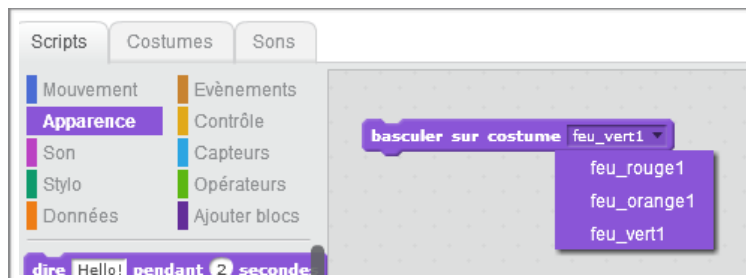 Scripts Costumes Sons
Mouvement Evènements
Apparence Contrôle
Son Capteurs
Stylo Opérateurs
Données Ajouter blocs
dire Hello! pendant 2 secondes
basculer sur costume feu_vert1
feu_rouge1
feu_orange1
feu_vert1